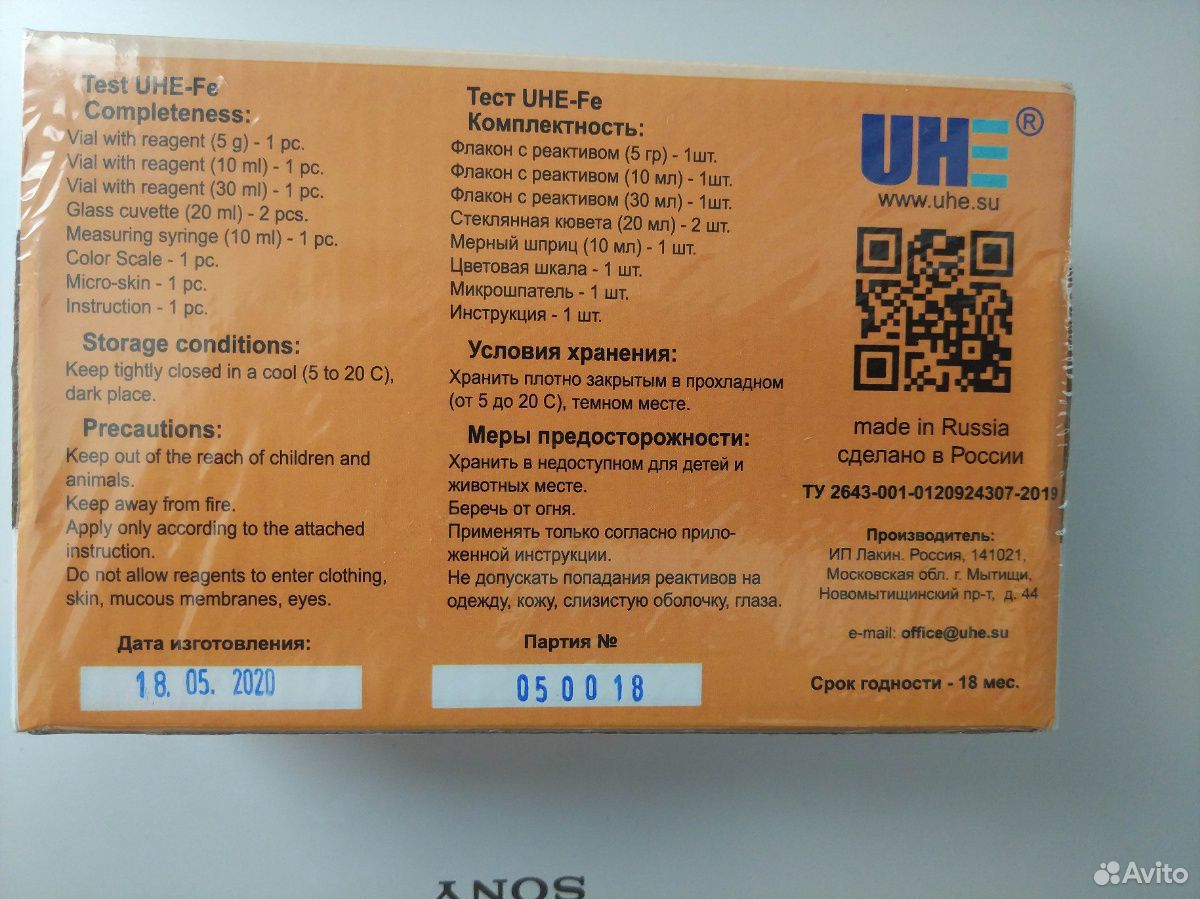 Test UHE-Fe
Completeness:
Vial with reagent (5 g) - 1 pc.
Vial with reagent (10 ml) - 1 pc.
Vial with reagent (30 ml) - 1 pc.
Glass cuvette (20 ml) - 2 pcs.
Measuring syringe (10 ml) - 1 pc.
Color Scale - 1 pc.
Micro-skin - 1 pc.
Instruction - 1 pc.
Storage conditions:
Keep tightly closed in a cool (5 to 20 C),
dark place.
Precautions:
Keep out of the reach of children and
animals.
Keep away from fire.
Apply only according to the attached
instruction.
Do not allow reagents to enter clothing,
skin, mucous membranes, eyes.
Дата изготовления:
18. 05. 2020
Тест UHE-Fe
Комплектность:
Флакон с реактивом (5 гр) - 1шт.
Флакон с реактивом (10 мл) - 1шт.
Флакон с реактивом (30 мл) - 1шт.
Стеклянная кювета (20 мл) - 2 шт.
Мерный шприц (10 мл) - 1 шт.
Цветовая шкала - 1 шт.
Микрошпатель - 1 шт.
Инструкция - 1 шт.
Условия хранения:
Хранить плотно закрытым в прохладном
(от 5 до 20 С), темном месте.
Меры предосторожности:
Хранить в недоступном для детей и
животных месте.
Беречь от огня.
Применять только согласно прило-
женной инструкции.
Не допускать попадания реактивов на
одежду, кожу, слизистую оболочку, глаза.
Партия №
050018
UHE®
www.uhe.su
made in Russia
сделано в России
ТУ 2643-001-0120924307-2019
Производитель:
ИП Лакин. Россия, 141021,
Московская обл. г. Мытищи,
Новомытищинский пр-т, д. 44
e-mail: office@uhe.su
Срок годности - 18 мес.
SONY
Avito